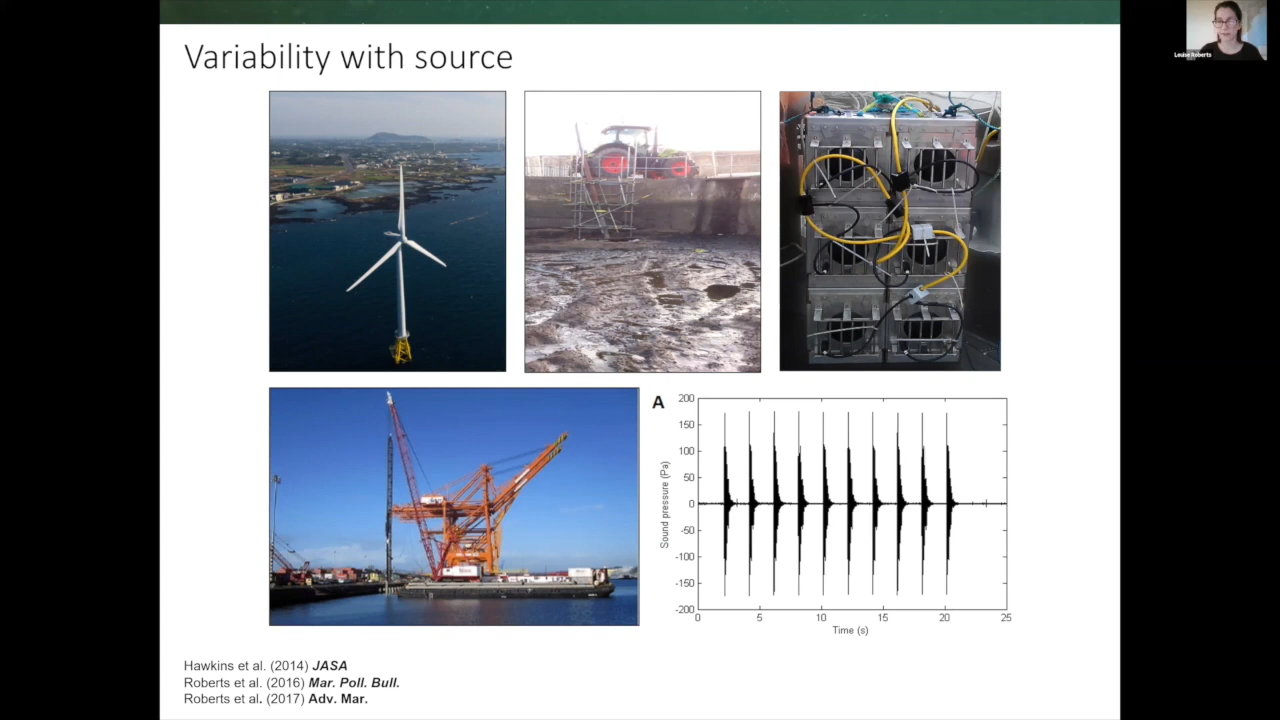 Variability with source
Louise Roberts
A
200
150
100
50
0
-50
-100
-150
-200
Sound pressure (Pa)
0 5 10 15 20 25
Time (s)
Hawkins et al. (2014) JASA
Roberts et al. (2016) Mar. Poll. Bull.
Roberts et al. (2017) Adv. Mar.